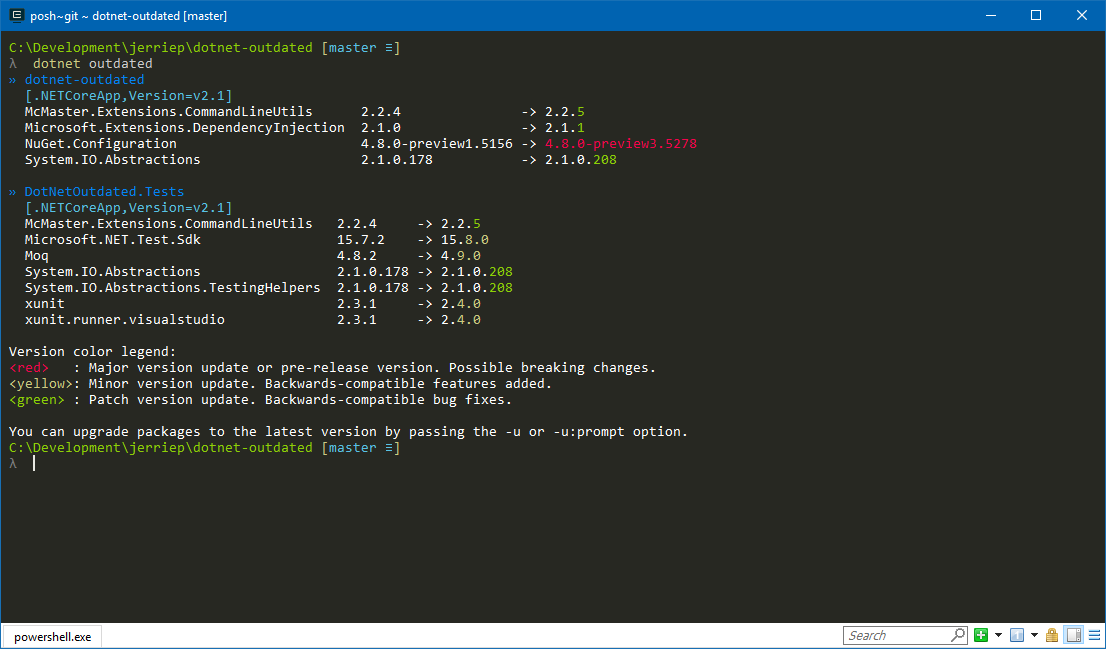 posh~git ~ dotnet-outdated [master]
C:\Development\jerriep\dotnet-outdated [master ≡]
λ  dotnet outdated
» dotnet-outdated
  [.NETCoreApp,Version=v2.1]
  McMaster.Extensions.CommandLineUtils      2.2.4               -> 2.2.5
  Microsoft.Extensions.DependencyInjection  2.1.0               -> 2.1.1
  NuGet.Configuration                       4.8.0-preview1.5156 -> 4.8.0-preview3.5278
  System.IO.Abstractions                    2.1.0.178           -> 2.1.0.208
» DotNetOutdated.Tests
  [.NETCoreApp,Version=v2.1]
  McMaster.Extensions.CommandLineUtils   2.2.4     -> 2.2.5
  Microsoft.NET.Test.Sdk                 15.7.2    -> 15.8.0
  Moq                                    4.8.2     -> 4.9.0
  System.IO.Abstractions                 2.1.0.178 -> 2.1.0.208
  System.IO.Abstractions.TestingHelpers  2.1.0.178 -> 2.1.0.208
  xunit                                  2.3.1     -> 2.4.0
  xunit.runner.visualstudio              2.3.1     -> 2.4.0
Version color legend:
<red>   : Major version update or pre-release version. Possible breaking changes.
<yellow>: Minor version update. Backwards-compatible features added.
<green> : Patch version update. Backwards-compatible bug fixes.
You can upgrade packages to the latest version by passing the -u or -u:prompt option.
C:\Development\jerriep\dotnet-outdated [master ≡]
λ
powershell.exe
Search